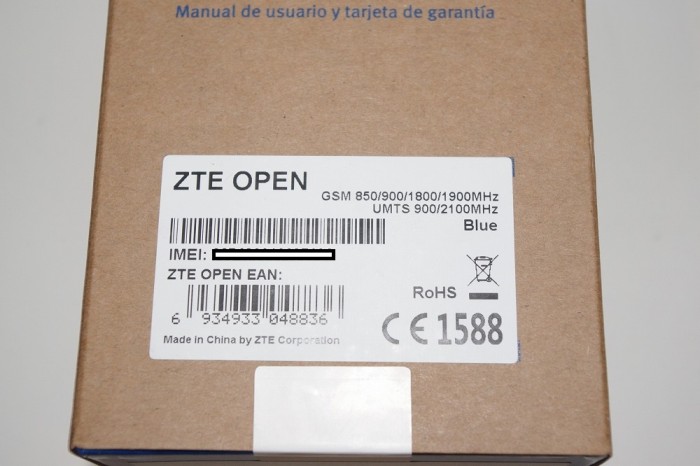 Manual de usuario y tarjeta de garantía
ZTE OPEN
GSM 850/900/1800/1900MHz
UMTS 900/2100MHz
Blue
IMEI:
ZTE OPEN EAN:
RoHS
6 934933 048836
CE 1588
Made in China by ZTE Corporation